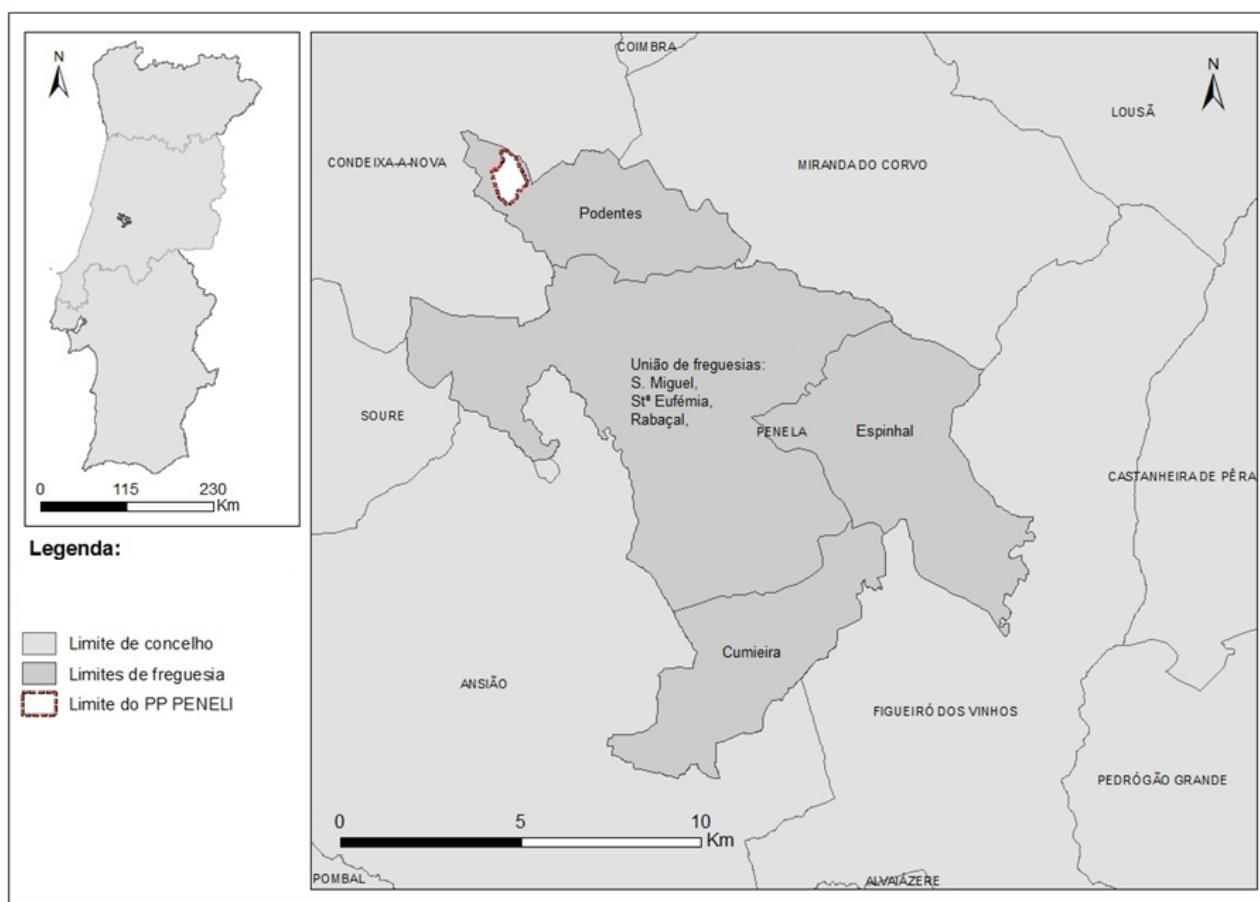 N
0 115 230
Km
Legenda:
Limite de concelho
Limites de freguesia
Limite do PP PENELI
N
COIMBRA
LOUSÃ
CONDEIXA-A-NOVA
MIRANDA DO CORVO
Podentes
União de freguesias:
S. Miguel,
Stª Eufémia,
Rabaçal,
SOURE
PENELA
Espinhal
CASTANHEIRA DE PÊRA
Cumieira
ANSIÃO
FIGUEIRÓ DOS VINHOS
PEDRÓGÃO GRANDE
0 5 10
Km
POMBAL
ALVAIÁZERE